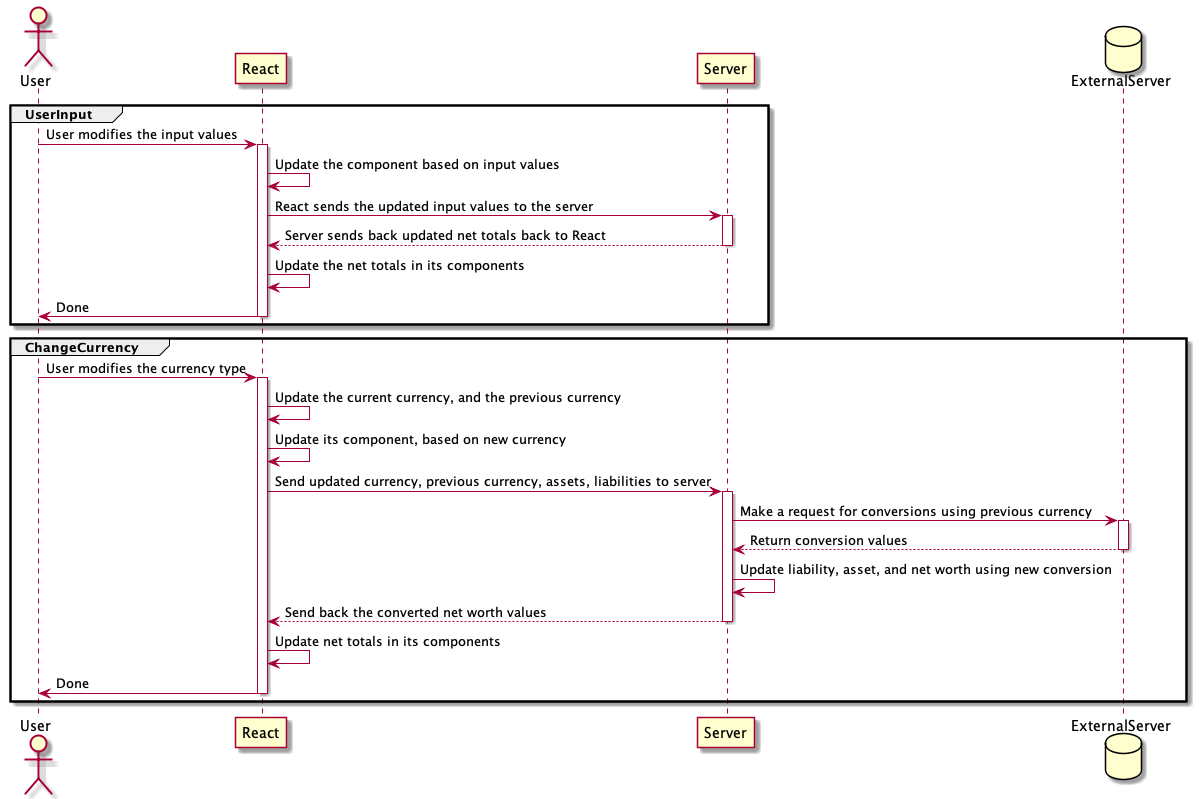 User
React
Server
ExternalServer
UserInput
User modifies the input values
Update the component based on input values
React sends the updated input values to the server
Server sends back updated net totals back to React
Update the net totals in its components
Done
ChangeCurrency
User modifies the currency type
Update the current currency, and the previous currency
Update its component, based on new currency
Send updated currency, previous currency, assets, liabilities to server
Make a request for conversions using previous currency
Return conversion values
Update liability, asset, and net worth using new conversion
Send back the converted net worth values
Update net totals in its components
Done
User
React
Server
ExternalServer